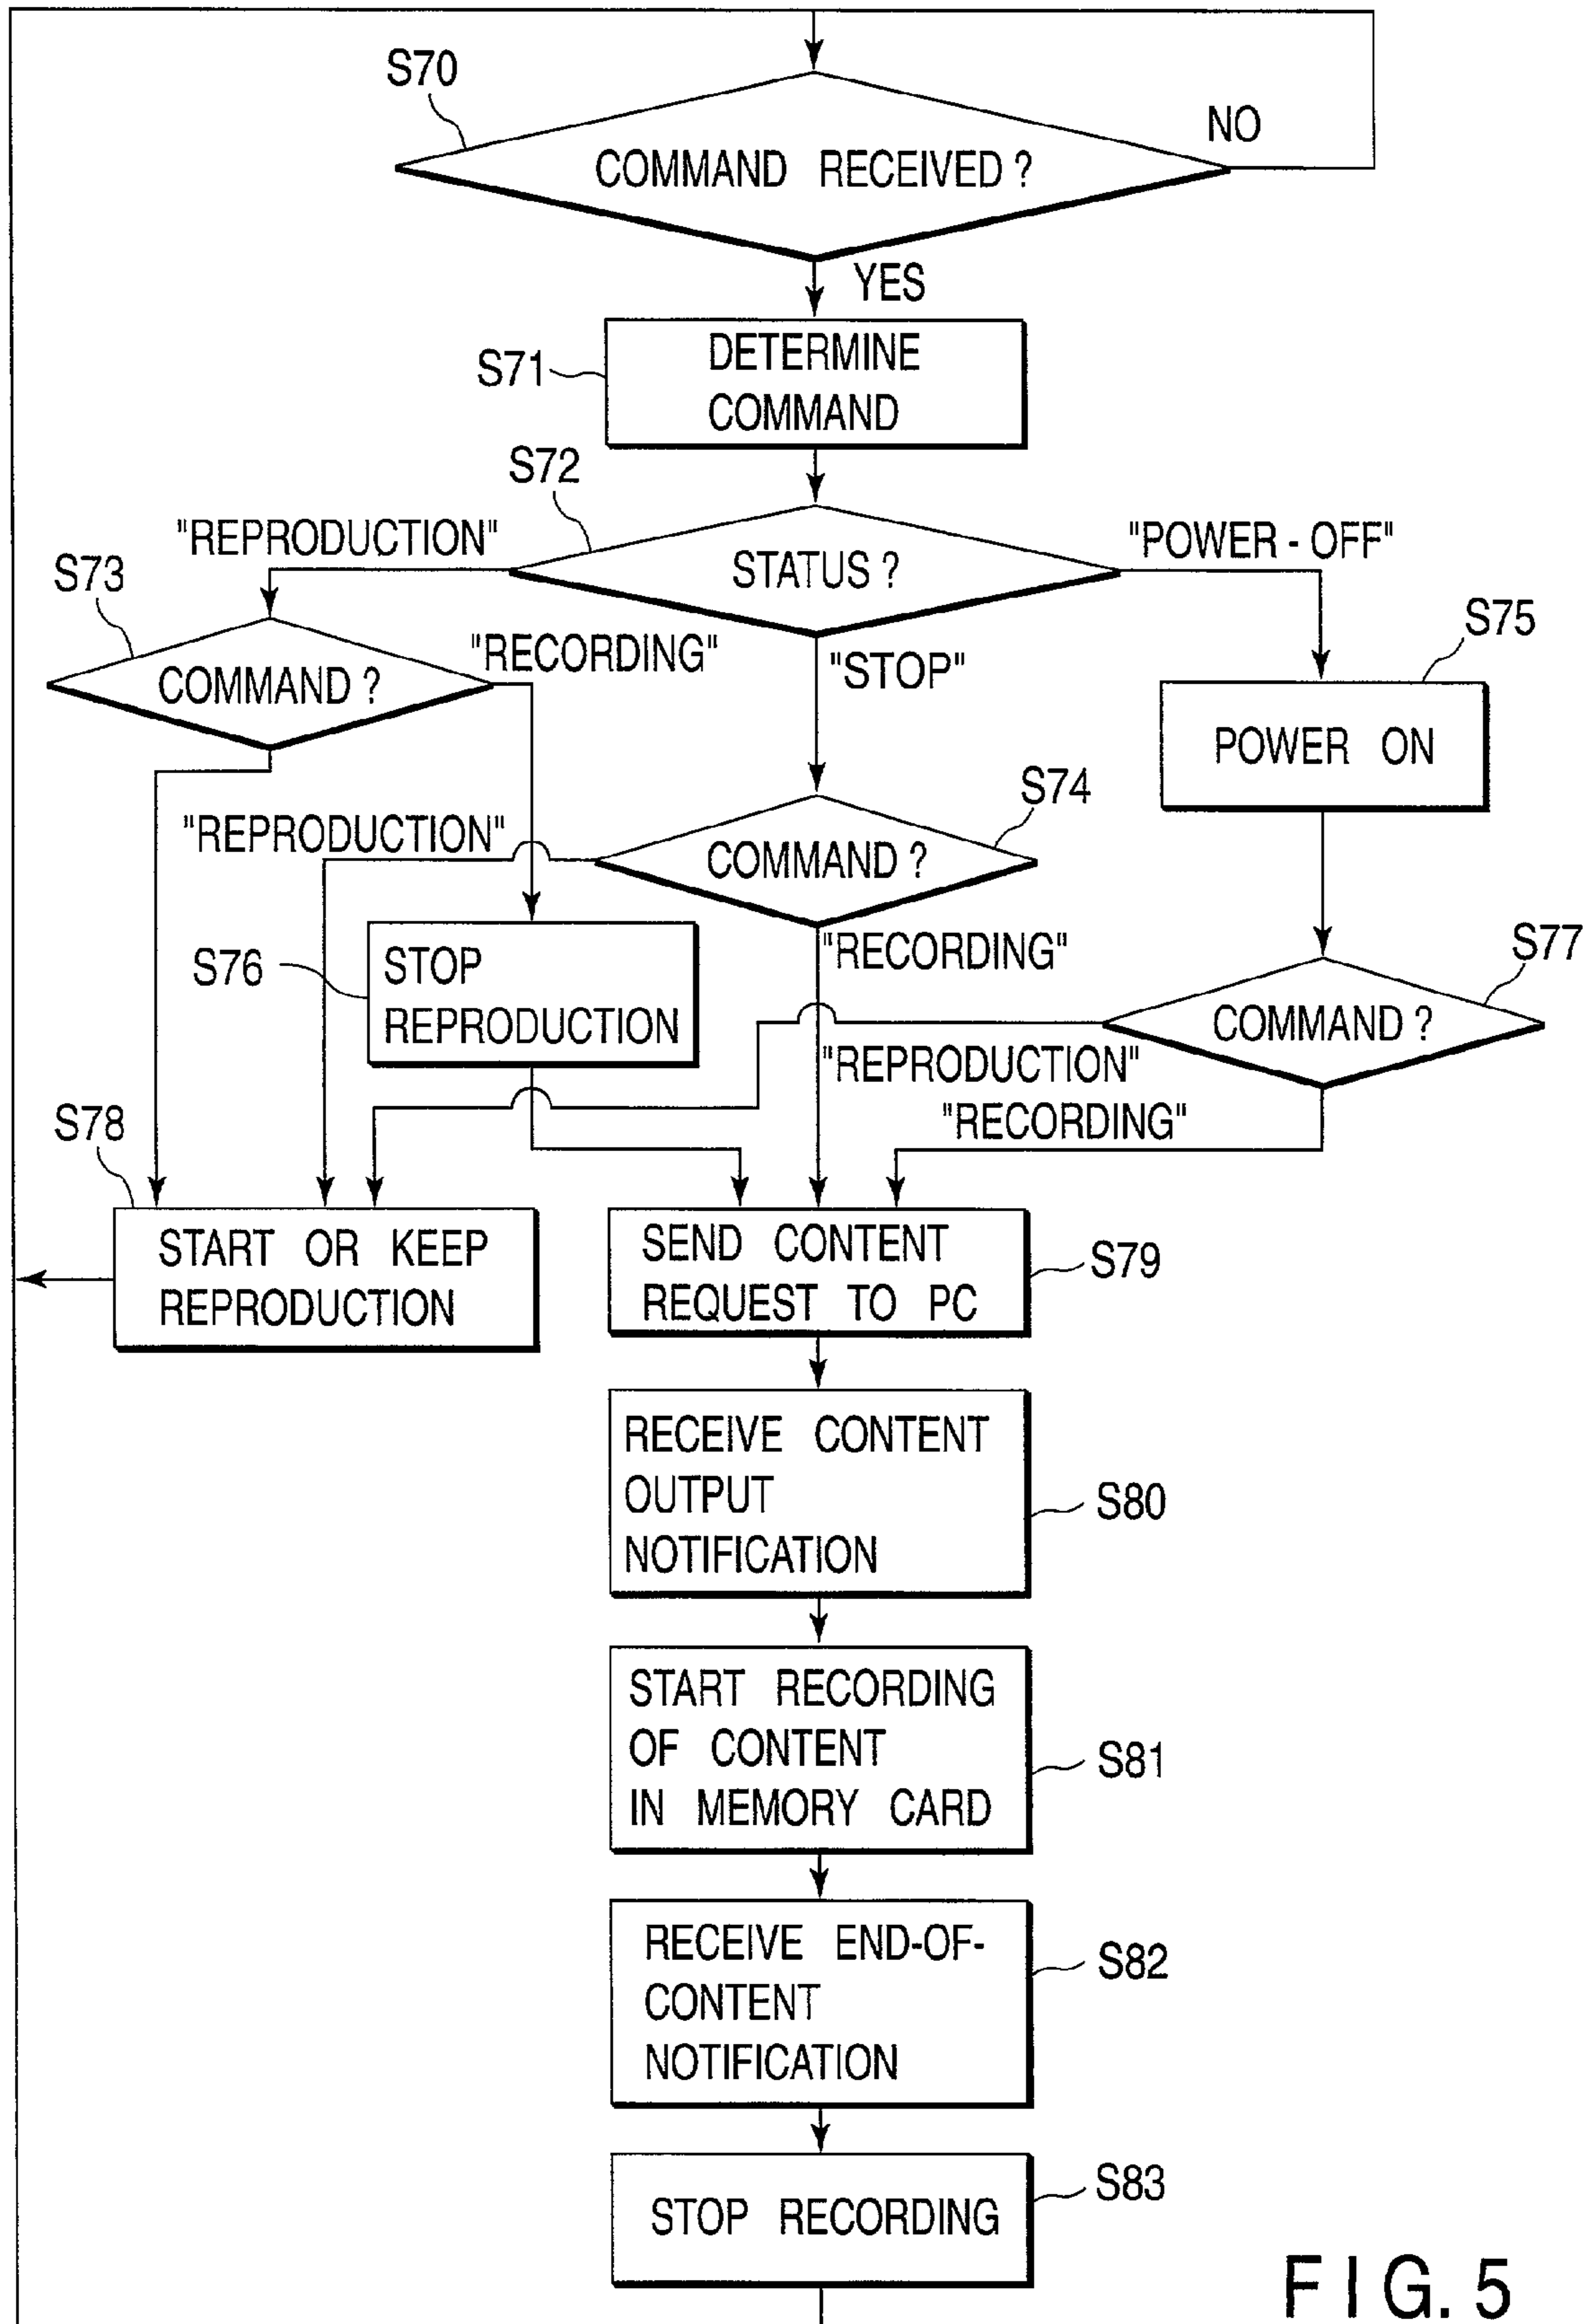 S70
NO
COMMAND RECEIVED ?
YES
S71
DETERMINE
COMMAND
S72
"REPRODUCTION"
"POWER - OFF"
STATUS ?
S73
"RECORDING"
"STOP"
S75
COMMAND ?
POWER ON
S74
"REPRODUCTION"
COMMAND ?
S76
STOP
REPRODUCTION
"RECORDING"
S77
COMMAND ?
"REPRODUCTION"
"RECORDING"
S78
START OR KEEP
REPRODUCTION
SEND CONTENT
REQUEST TO PC
S79
RECEIVE CONTENT
OUTPUT
NOTIFICATION
S80
START RECORDING
OF CONTENT
IN MEMORY CARD
S81
RECEIVE END-OF-
CONTENT
NOTIFICATION
S82
STOP RECORDING
S83
FIG. 5